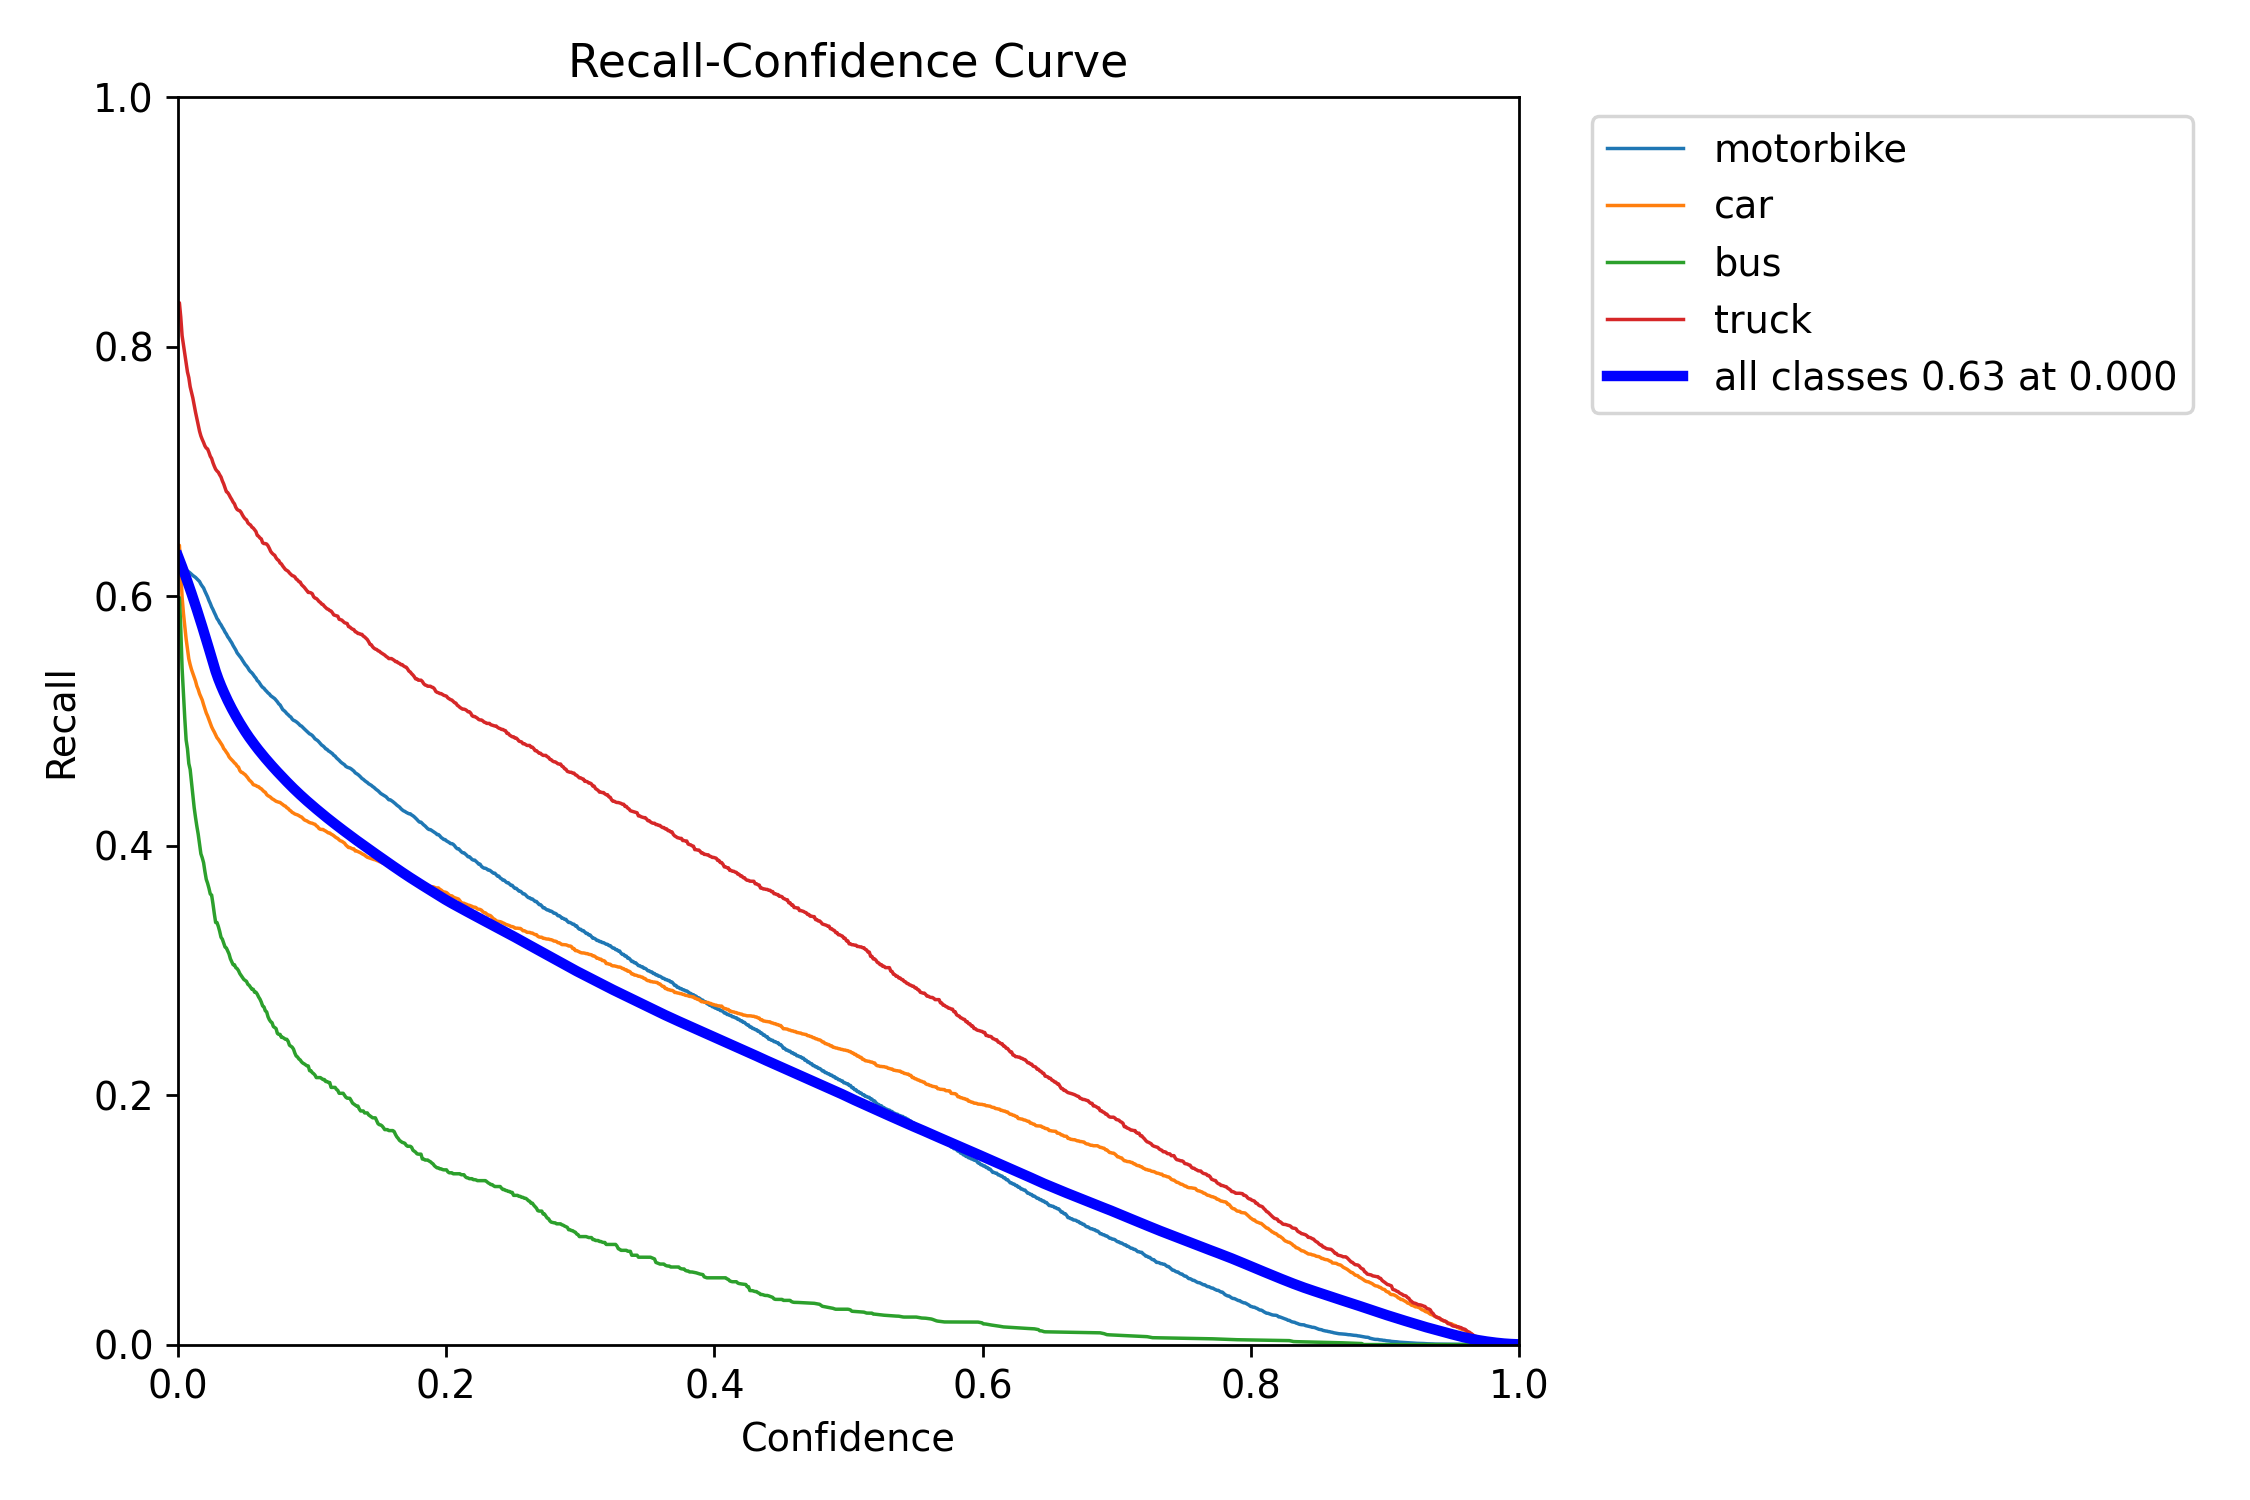 Recall-Confidence Curve
1.0
0.8
0.6
0.4
0.2
0.0
Recall
0.0 0.2 0.4 0.6 0.8 1.0
Confidence
motorbike
car
bus
truck
all classes 0.63 at 0.000